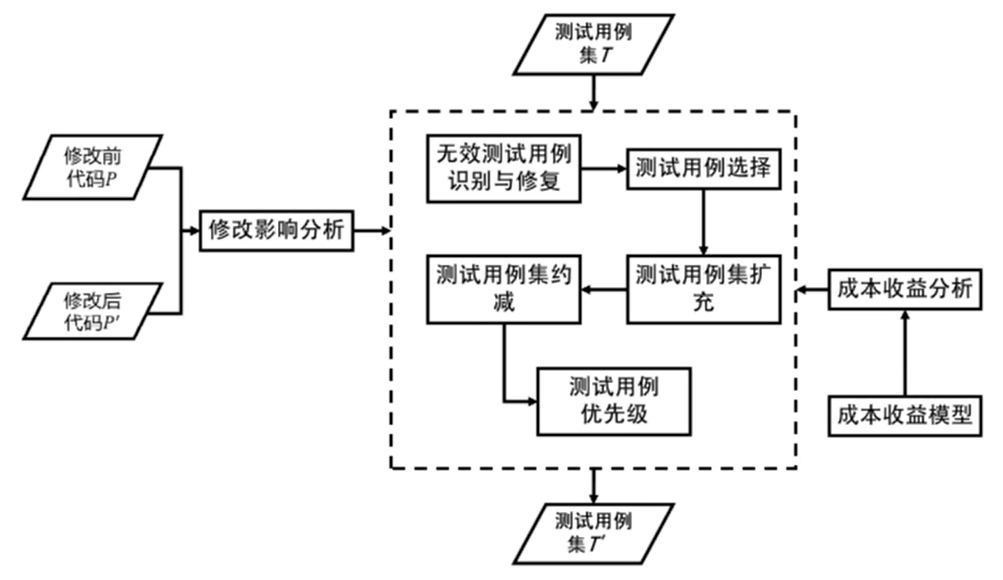 测试用例
集T
修改前
代码P
修改后
代码P'
修改影响分析
无效测试用例
识别与修复
测试用例选择
测试用例集扩
充
测试用例集约
减
测试用例
优先级
成本收益分析
成本收益模型
测试用例
集T'